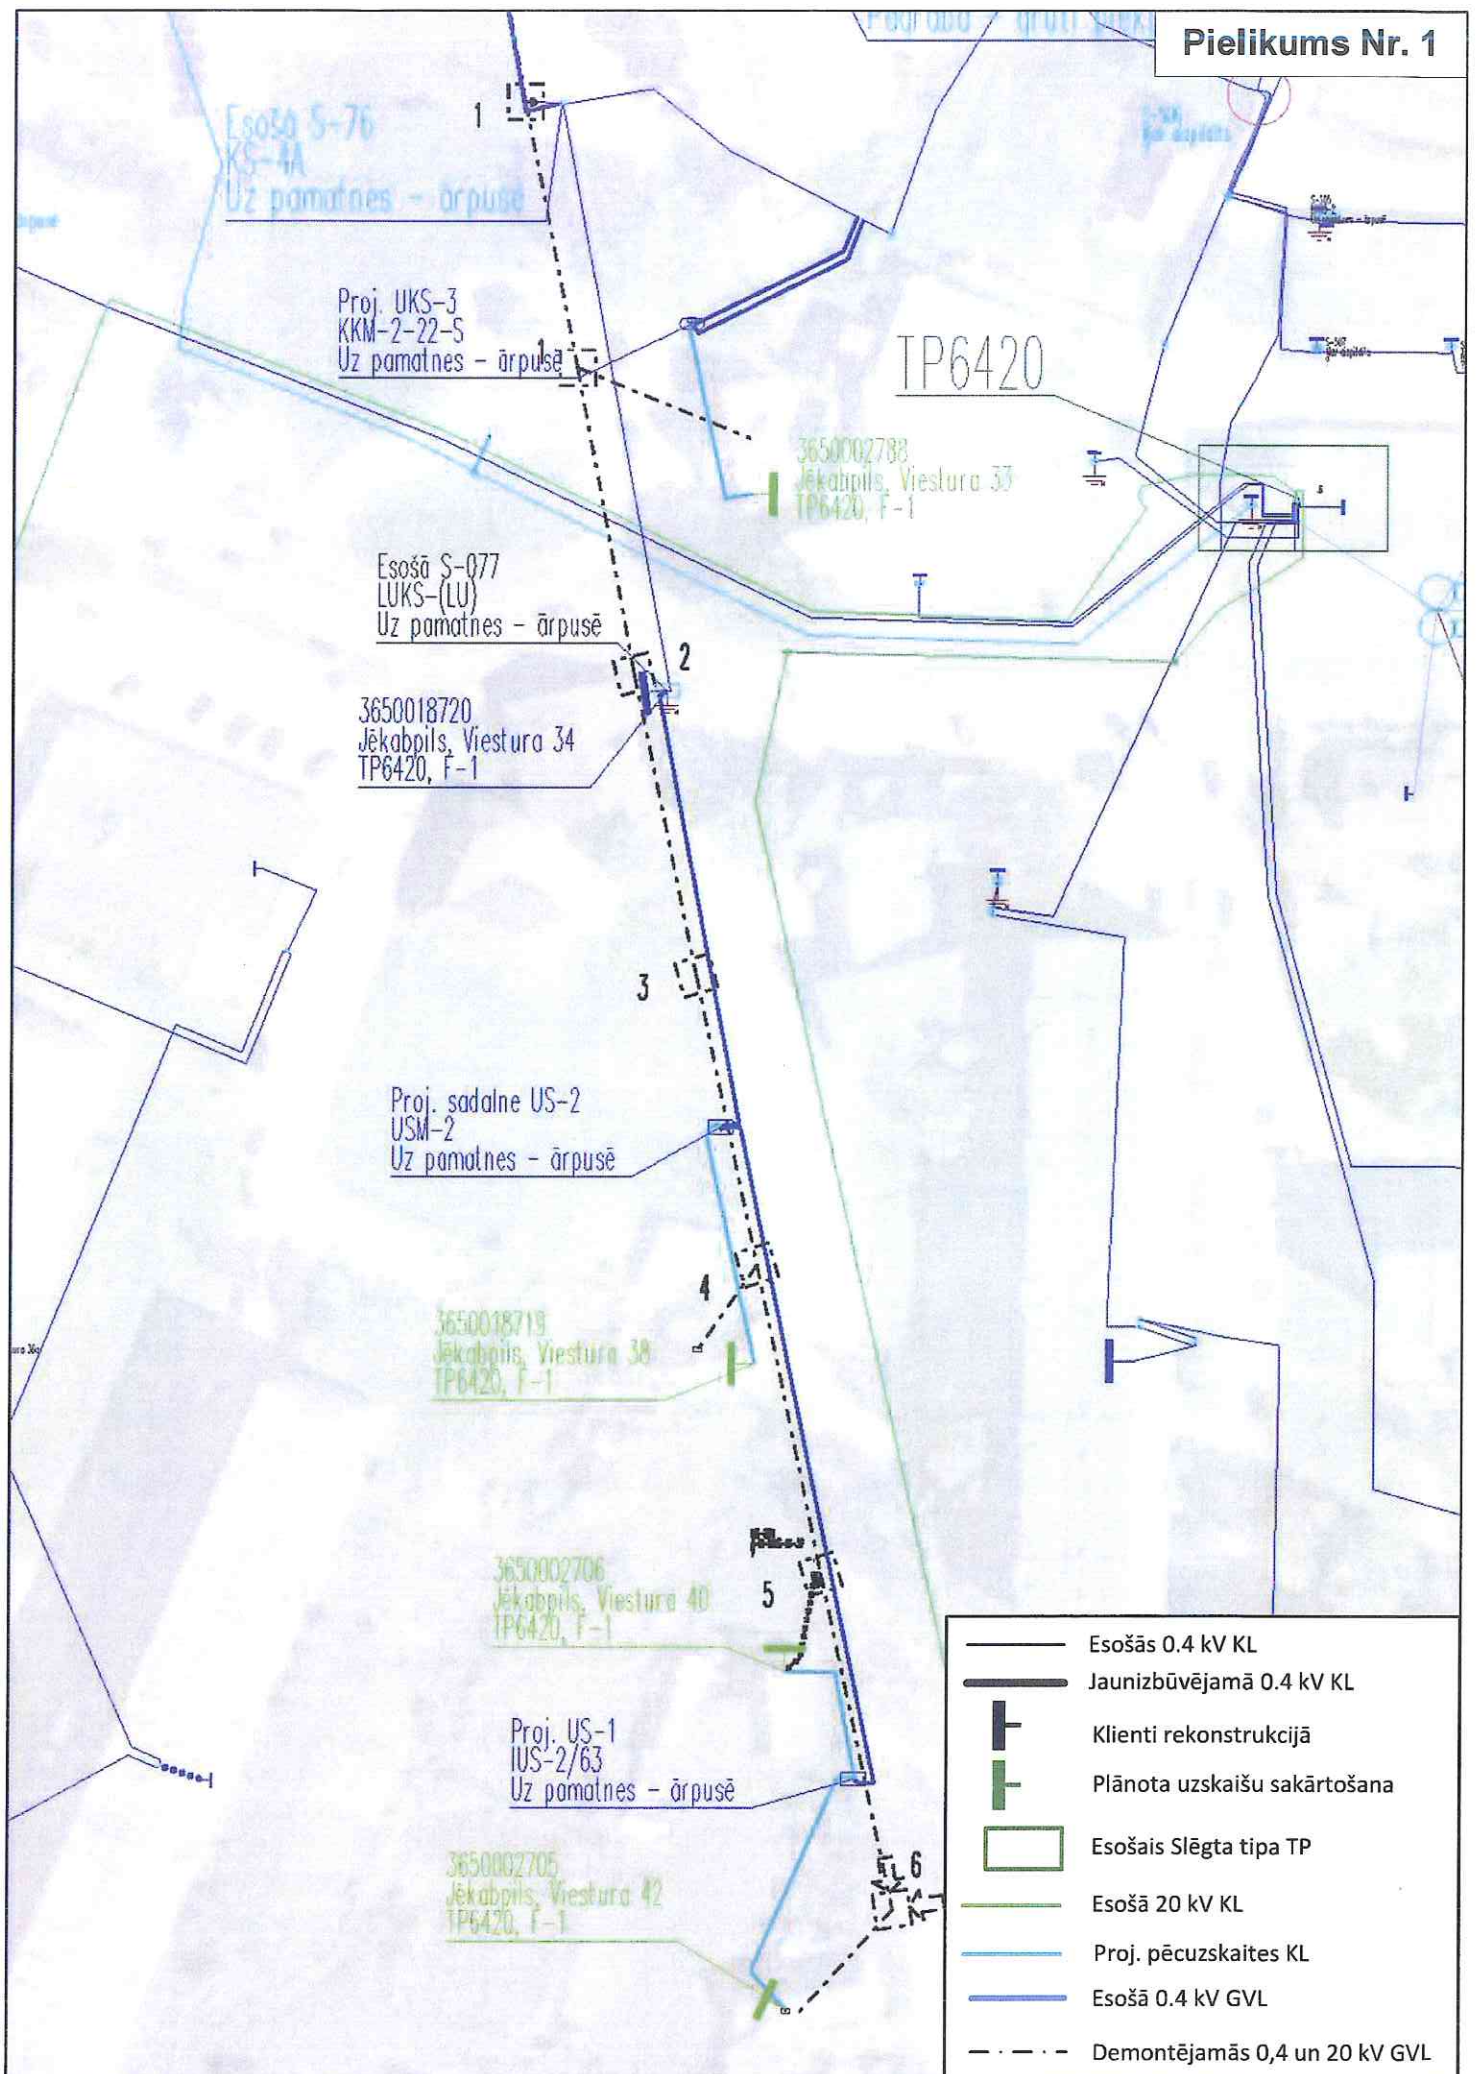 Pielikums Nr. 1
1
Esošā S-76
KS-4A
Uz pamatnes - ārpusē
Proj. UKS-3
KKM-2-22-S
Uz pamatnes - ārpusē
1
TP6420
3650002788
Jēkabpils, Viestura 33
TP6420, F-1
Esošā S-077
LUKS-(LU)
Uz pamatnes - ārpusē
2
3650018720
Jēkabpils, Viestura 34
TP6420, F-1
3
Proj. sadalne US-2
USM-2
Uz pamatnes - ārpusē
4
3650018719
Jēkabpils, Viestura 38
TP6420, F-1
5
3650002706
Jēkabpils, Viestura 40
TP6420, F-1
Proj. US-1
IUS-2/63
Uz pamatnes - ārpusē
6
3650002705
Jēkabpils, Viestura 42
TP6420, F-1
Esošās 0.4 kV KL
Jaunizbūvējamā 0.4 kV KL
Klienti rekonstrukcijā
Plānota uzskaišu sakārtošana
Esošais Slēgta tipa TP
Esošā 20 kV KL
Proj. pēcuzskaites KL
Esošā 0.4 kV GVL
Demontējamās 0,4 un 20 kV GVL